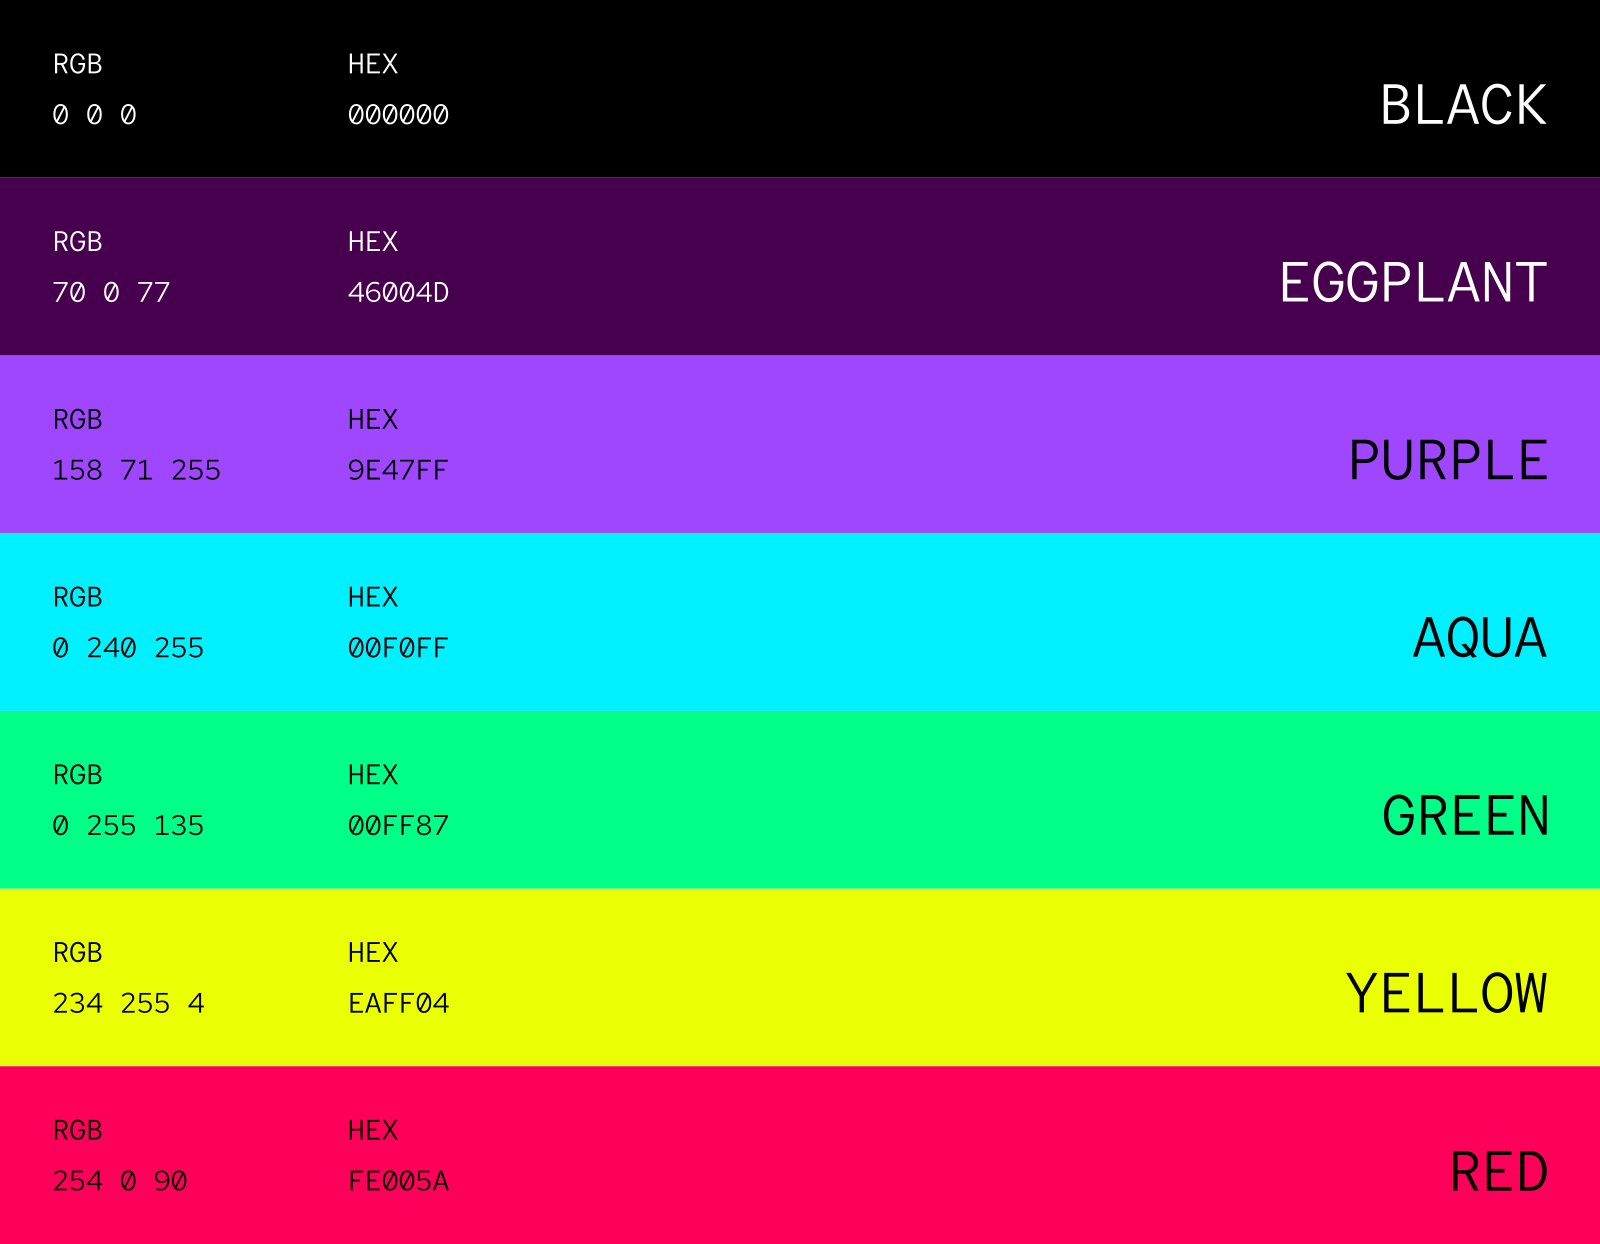 RGB HEX
0 0 0 000000
BLACK
RGB HEX
70 0 77 46004D
EGGPLANT
RGB HEX
158 71 255 9E47FF
PURPLE
RGB HEX
0 240 255 00F0FF
AQUA
RGB HEX
0 255 135 00FF87
GREEN
RGB HEX
234 255 4 EAFF04
YELLOW
RGB HEX
254 0 90 FE005A
RED